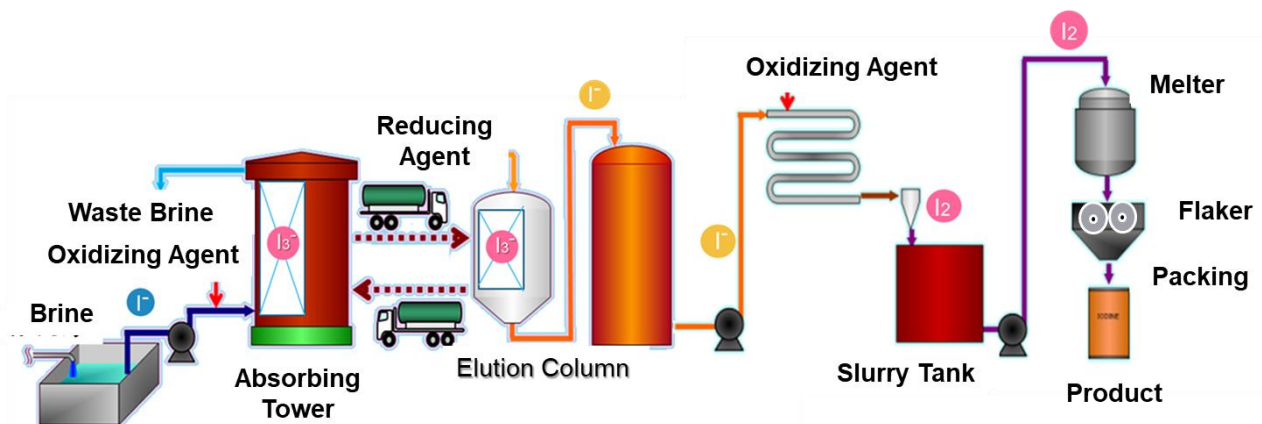 I2
Oxidizing Agent
Melter
I-
Reducing
Agent
Waste Brine
I3-
I3-
I2
Flaker
Oxidizing Agent
I-
I-
Packing
Brine
IODINE
Elution Column
Absorbing
Tower
Slurry Tank
Product